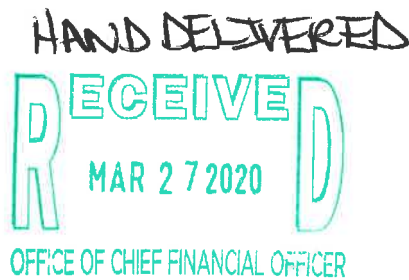 HAND DELIVERED
RECEIVED
MAR 27 2020
OFFICE OF CHIEF FINANCIAL OFFICER